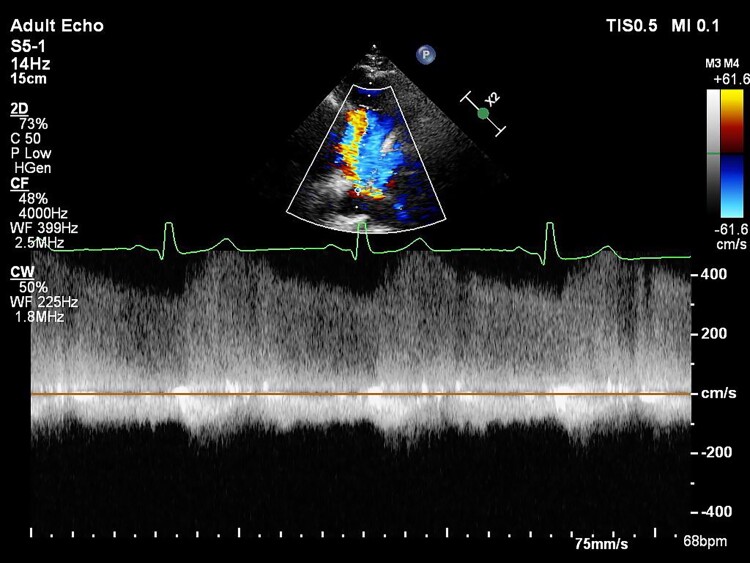 Adult Echo
TIS0.5 MI 0.1
S5-1
14Hz
15cm
M3 M4
+61.6
P
X2
2D
73%
C 50
P Low
HGen
CF
48%
4000Hz
WF 399Hz
2.5MHz
-61.6
cm/s
CW
50%
WF 225Hz
1.8MHz
400
200
cm/s
-200
-400
75mm/s
68bpm